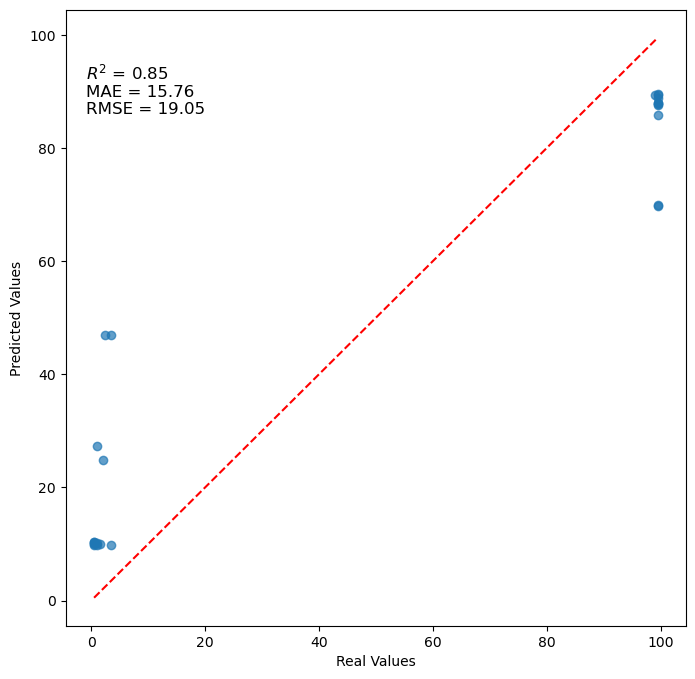 R² = 0.85
MAE = 15.76
RMSE = 19.05
Predicted Values
100
80
60
40
20
0
0 20 40 60 80 100
Real Values